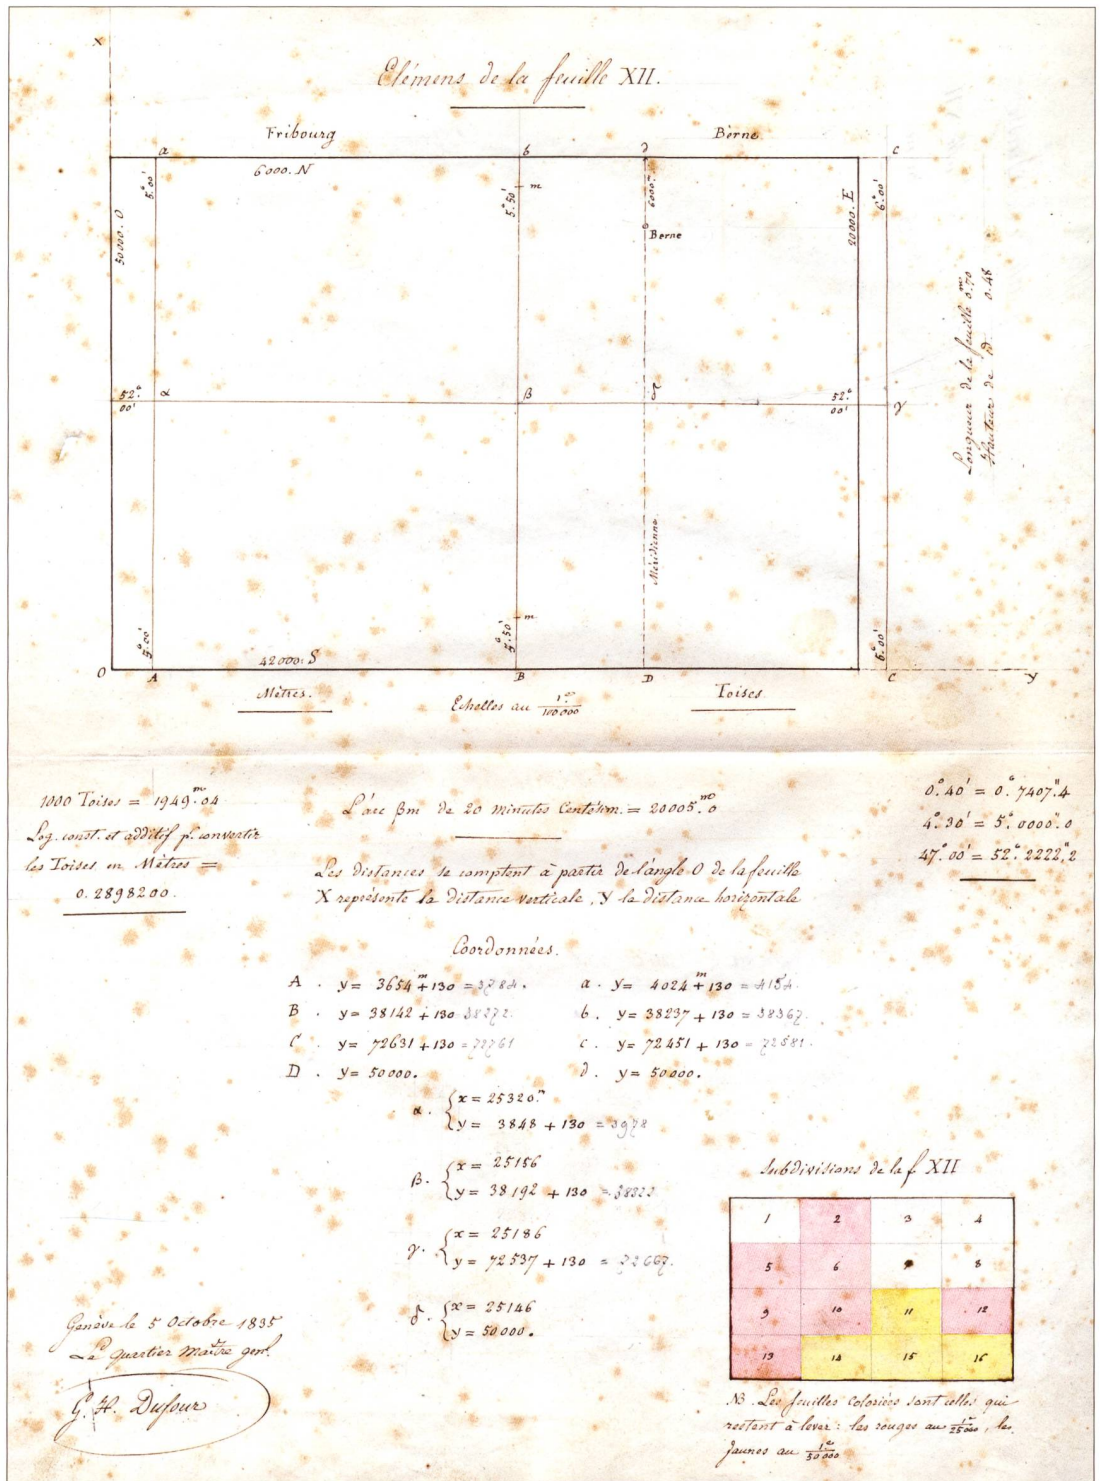 X
Elémens de la feuille XII.
Fribourg
Berne
a
b
d
c
6000. N
5.° 00'
5.° 50'
m
6000.
6.° 00'
50000. O
20000. E
Berne
Longueur de la feuille 0.70
Hauteur de id. 0.48
52.° 00'
α
β
δ
52.° 00'
γ
Méridienne
5.° 00'
5.° 50'
m
6.° 00'
42000. S
O
A
B
D
C
y
Mètres.
Echelles au 1/100000
Toises
1000 Toises = 1949.m 04
Log. const. et additif p. convertir
les Toises en Mètres =
0.2898200.
L'arc βm de 20 minutes Centésim. = 20005.m 0
0.° 40' = 0.° 7407."4
4.° 30' = 5.° 0000."0
47.° 00' = 52.° 2222."2
Les distances se comptent à partir de l'angle O de la feuille
X représente la distance verticale, Y la distance horizontale
Coordonnées.
A . y = 3654 m + 130 = 3784.
a . y = 4024 m + 130 = 4154.
B . y = 38142 + 130 38272.
b . y = 38237 + 130 = 38367.
C . y = 72631 + 130 = 72761
c . y = 72451 + 130 = 72581.
D . y = 50000.
d . y = 50000.
α . { x = 25320.m
y = 3848 + 130 = 3978
β . { x = 25156
y = 38192 + 130 = 38322
γ . { x = 25186
y = 72537 + 130 = 72667.
δ . { x = 25146
y = 50000.
Subdivisions de la f XII
1 2 3 4
5 6 7 8
9 10 11 12
13 14 15 16
NB. Les feuilles coloriées sont celles qui
restent à lever : les rouges au 1/25000, les
jaunes au 1/50000
Genève le 5 Octobre 1835
Le quartier Maître genl.
G. H. Dufour